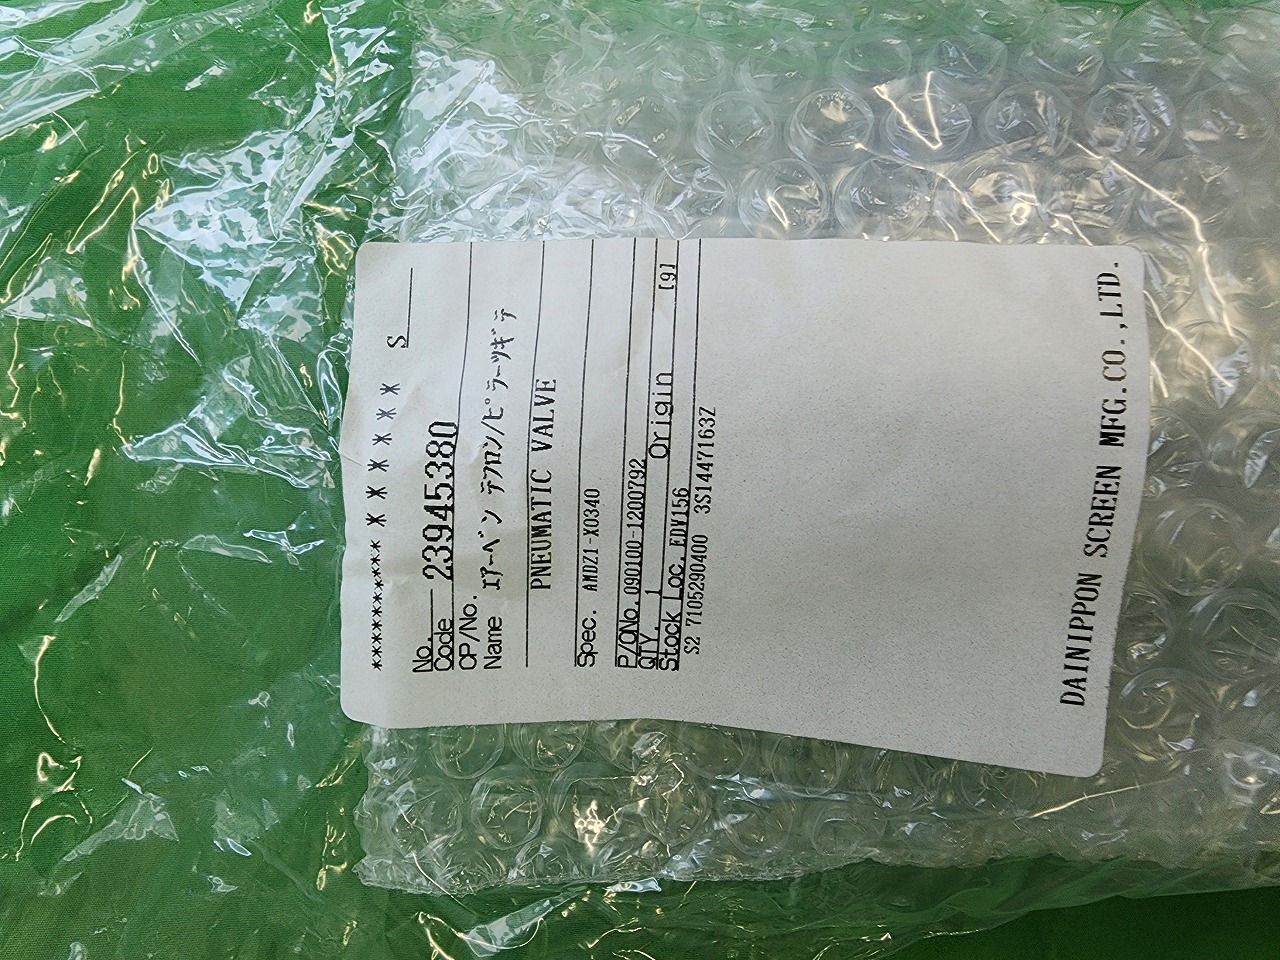 ********* * * * * * S
No.
Code 23945380
CP/No.
Name エアーベン テフロン/ピラーツギテ
PNEUMATIC VALVE
Spec. AMDZ1-X0340
P/ONo. 090100-1200792
QTY. 1 Origin [9]
Stock Loc. EDV156
S2 7105290400 3S1447163Z
DAINIPPON SCREEN MFG.CO.,LTD.